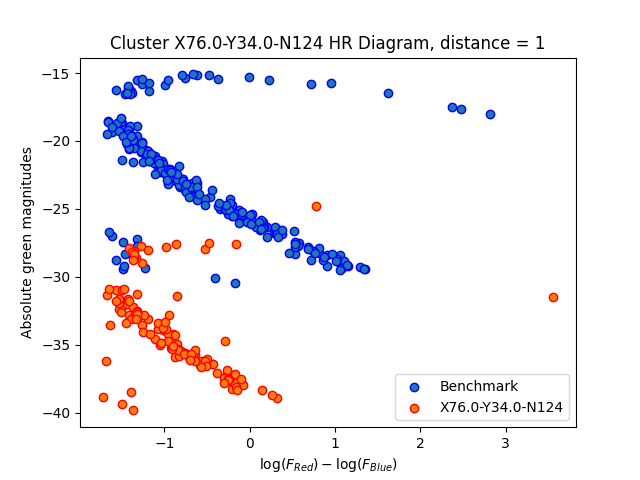 Cluster X76.0-Y34.0-N124 HR Diagram, distance = 1
Absolute green magnitudes
−15
−20
−25
−30
−35
−40
Benchmark
X76.0-Y34.0-N124
−1 0 1 2 3
log(F_Red) − log(F_Blue)